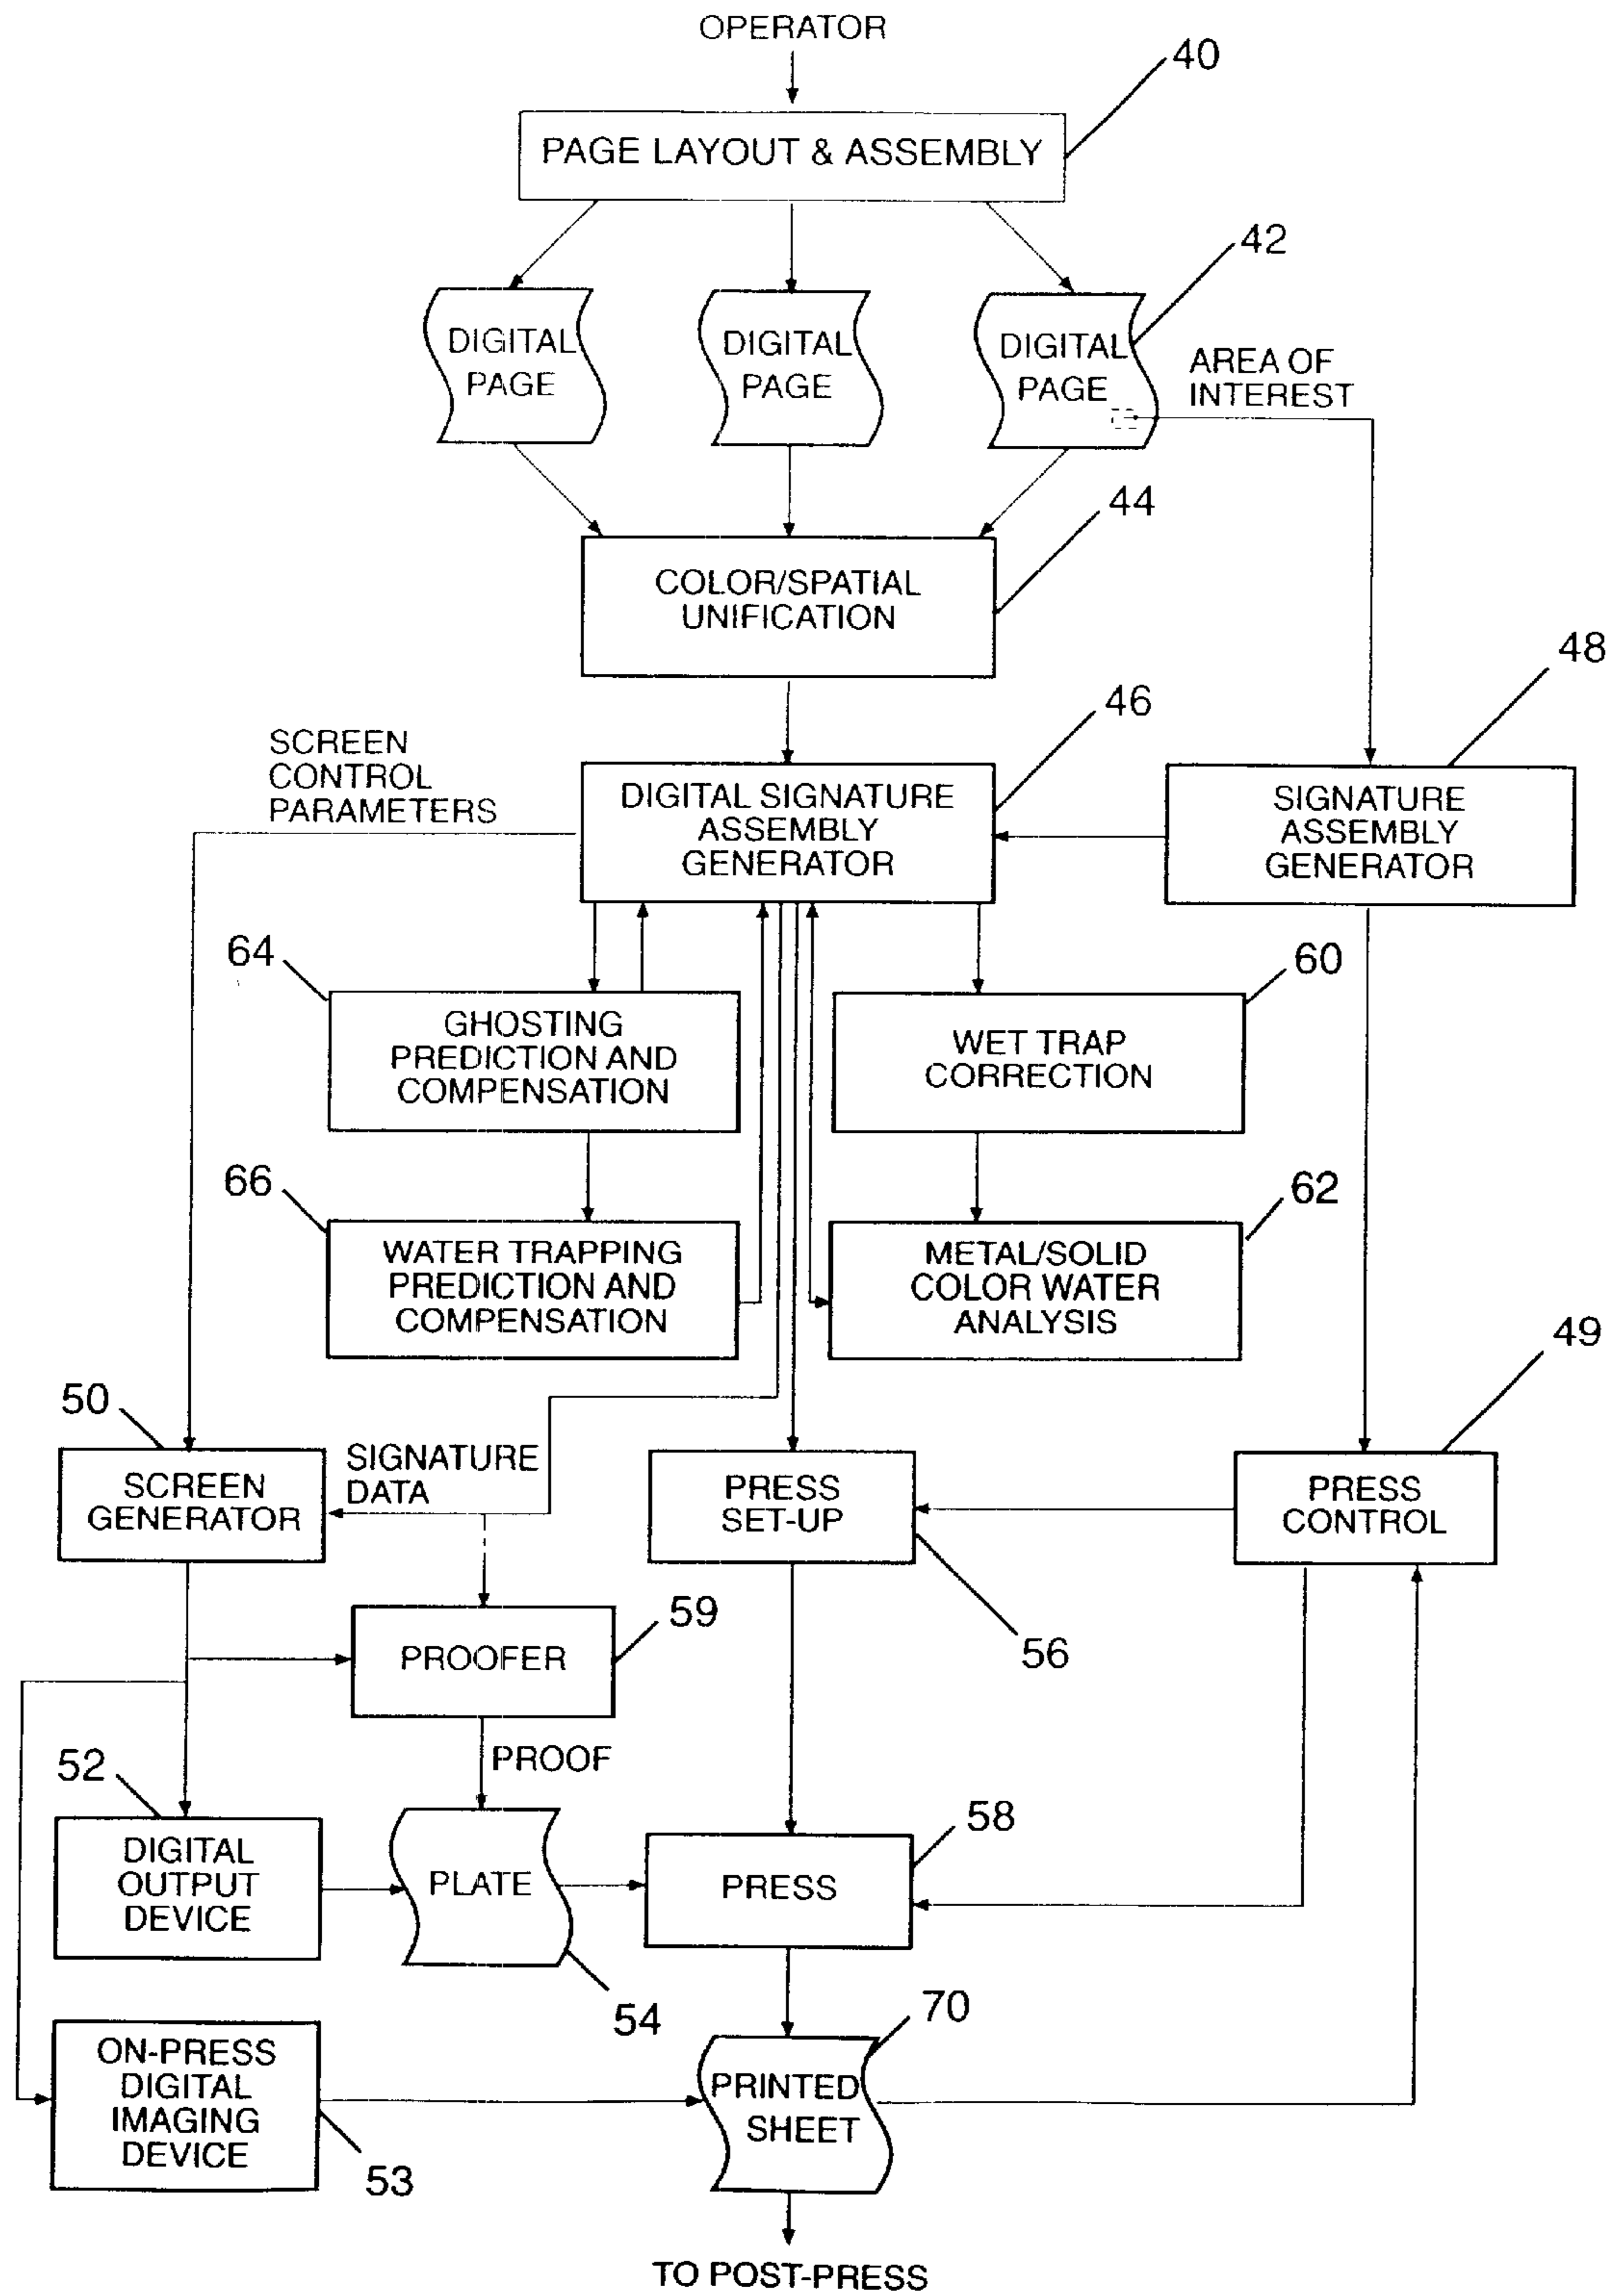 OPERATOR
40
PAGE LAYOUT & ASSEMBLY
42
DIGITAL
PAGE
DIGITAL
PAGE
DIGITAL
PAGE
AREA OF
INTEREST
44
COLOR/SPATIAL
UNIFICATION
48
46
SCREEN
CONTROL
PARAMETERS
DIGITAL SIGNATURE
ASSEMBLY
GENERATOR
SIGNATURE
ASSEMBLY
GENERATOR
64
60
GHOSTING
PREDICTION AND
COMPENSATION
WET TRAP
CORRECTION
66
62
WATER TRAPPING
PREDICTION AND
COMPENSATION
METAL/SOLID
COLOR WATER
ANALYSIS
49
50
SCREEN
GENERATOR
SIGNATURE
DATA
PRESS
SET-UP
PRESS
CONTROL
59
56
PROOFER
PROOF
52
58
DIGITAL
OUTPUT
DEVICE
PLATE
PRESS
54
70
ON-PRESS
DIGITAL
IMAGING
DEVICE
PRINTED
SHEET
53
TO POST-PRESS